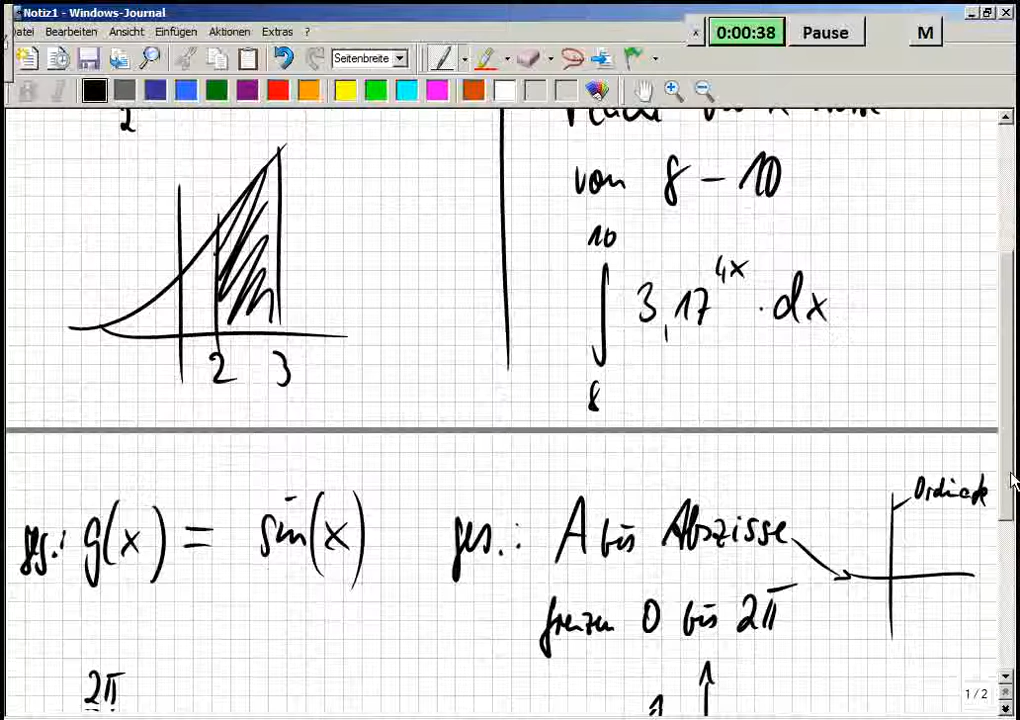 Notiz1 - Windows-Journal
Datei Bearbeiten Ansicht Einfügen Aktionen Extras ?
0:00:38 Pause M
Seitenbreite
2
von 8 - 10
10
∫ 3,17^4x · dx
8
2 3
Ordinate
geg.: g(x) = sin(x) ges.: A bis Abszisse
Grenzen 0 bis 2π
2π
1 / 2